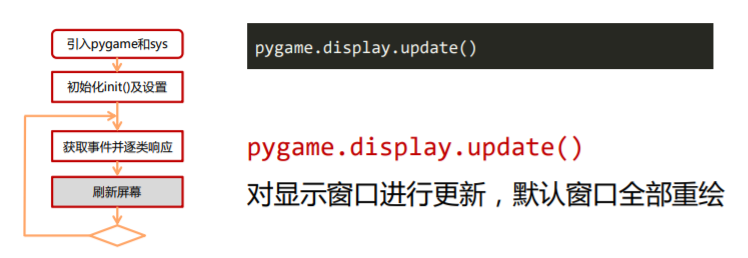 引入pygame和sys
初始化init()及设置
获取事件并逐类响应
刷新屏幕
pygame.display.update()
pygame.display.update()
对显示窗口进行更新，默认窗口全部重绘